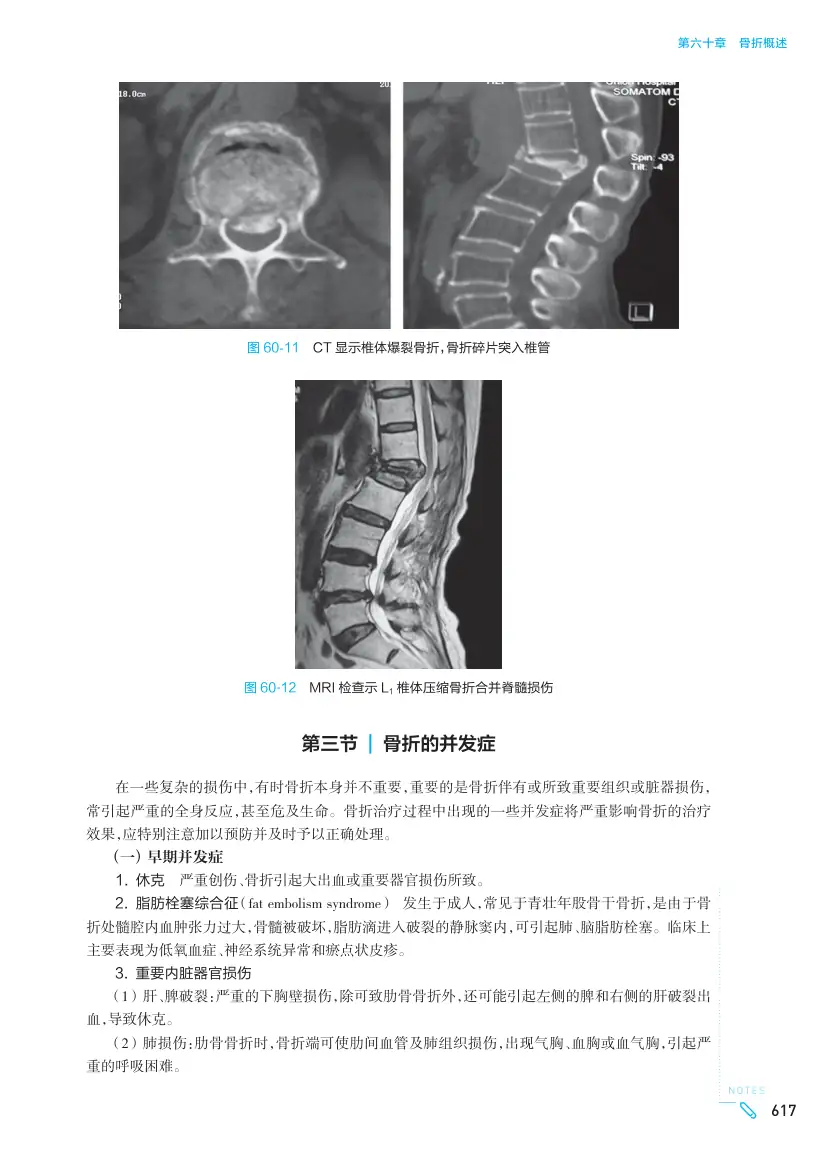 第六十章 骨折概述
18.0cm
20.
SOMATOM D
C
Spin: -93
Tilt: -4
L
图 60-11 CT 显示椎体爆裂骨折，骨折碎片突入椎管
图 60-12 MRI 检查示 L₁ 椎体压缩骨折合并脊髓损伤
第三节 | 骨折的并发症
在一些复杂的损伤中，有时骨折本身并不重要，重要的是骨折伴有或所致重要组织或脏器损伤，
常引起严重的全身反应，甚至危及生命。骨折治疗过程中出现的一些并发症将严重影响骨折的治疗
效果，应特别注意加以预防并及时予以正确处理。
（一）早期并发症
1. 休克 严重创伤、骨折引起大出血或重要器官损伤所致。
2. 脂肪栓塞综合征（fat embolism syndrome） 发生于成人，常见于青壮年股骨干骨折，是由于骨
折处髓腔内血肿张力过大，骨髓被破坏，脂肪滴进入破裂的静脉窦内，可引起肺、脑脂肪栓塞。临床上
主要表现为低氧血症、神经系统异常和瘀点状皮疹。
3. 重要内脏器官损伤
（1）肝、脾破裂：严重的下胸壁损伤，除可致肋骨骨折外，还可能引起左侧的脾和右侧的肝破裂出
血，导致休克。
（2）肺损伤：肋骨骨折时，骨折端可使肋间血管及肺组织损伤，出现气胸、血胸或血气胸，引起严
重的呼吸困难。
NOTES
617